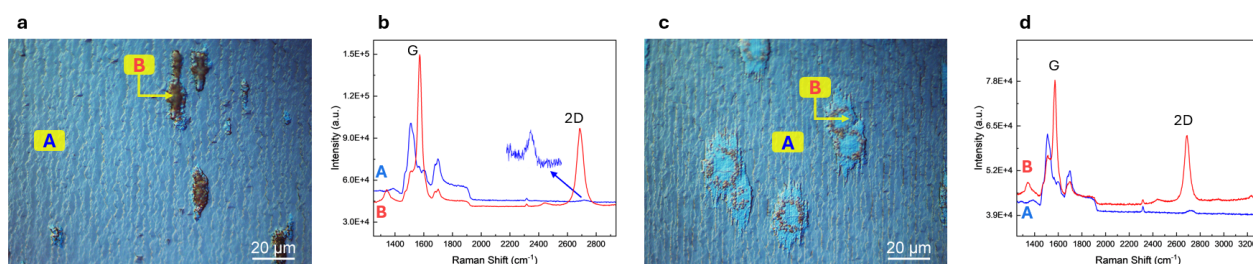 a
B
A
20 µm
b
Intensity (a.u.)
1.5E+5
1.2E+5
9.0E+4
6.0E+4
3.0E+4
G
2D
A
B
1400 1600 1800 2000 2200 2400 2600 2800
Raman Shift (cm⁻¹)
c
B
A
20 µm
d
Intensity (a.u.)
7.8E+4
6.5E+4
5.2E+4
3.9E+4
G
2D
B
A
1400 1600 1800 2000 2200 2400 2600 2800 3000 3200
Raman Shift (cm⁻¹)